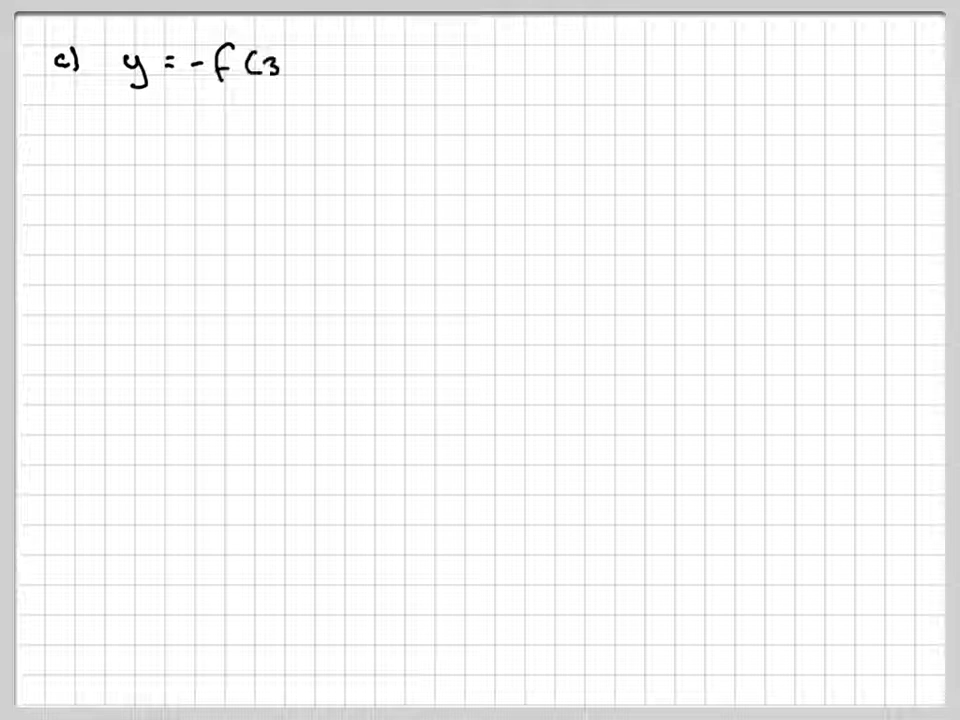 c) y = -f(3